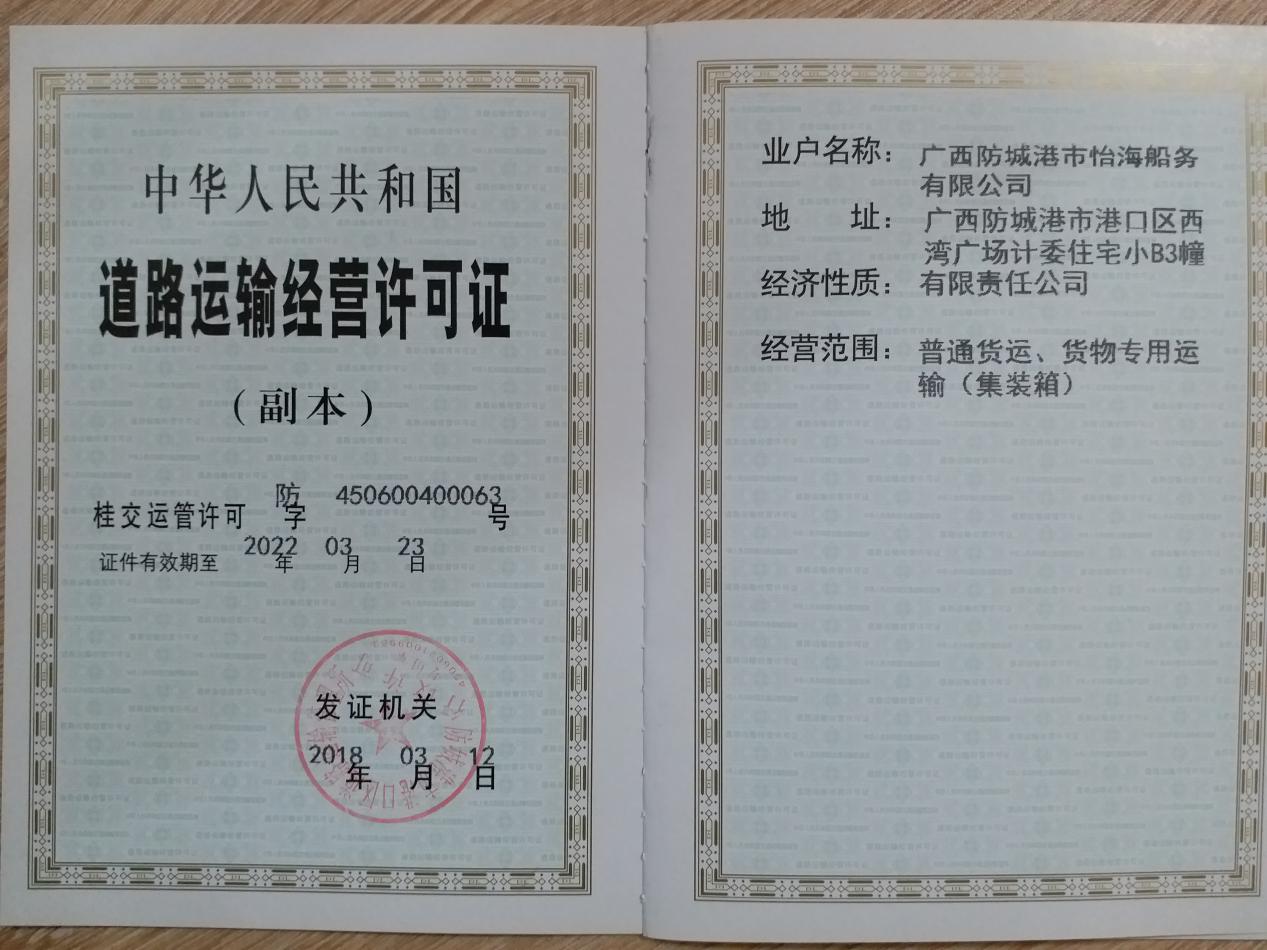 中华人民共和国
道路运输经营许可证
(副本)
桂交运管许可 防 字 450600400063 号
证件有效期至 2022 年 03 月 23 日
发证机关
2018 年 03 月 12 日
业户名称: 广西防城港市怡海船务
有限公司
地 址: 广西防城港市港口区西
湾广场计委住宅小B3幢
经济性质: 有限责任公司
经营范围: 普通货运、货物专用运
输（集装箱）